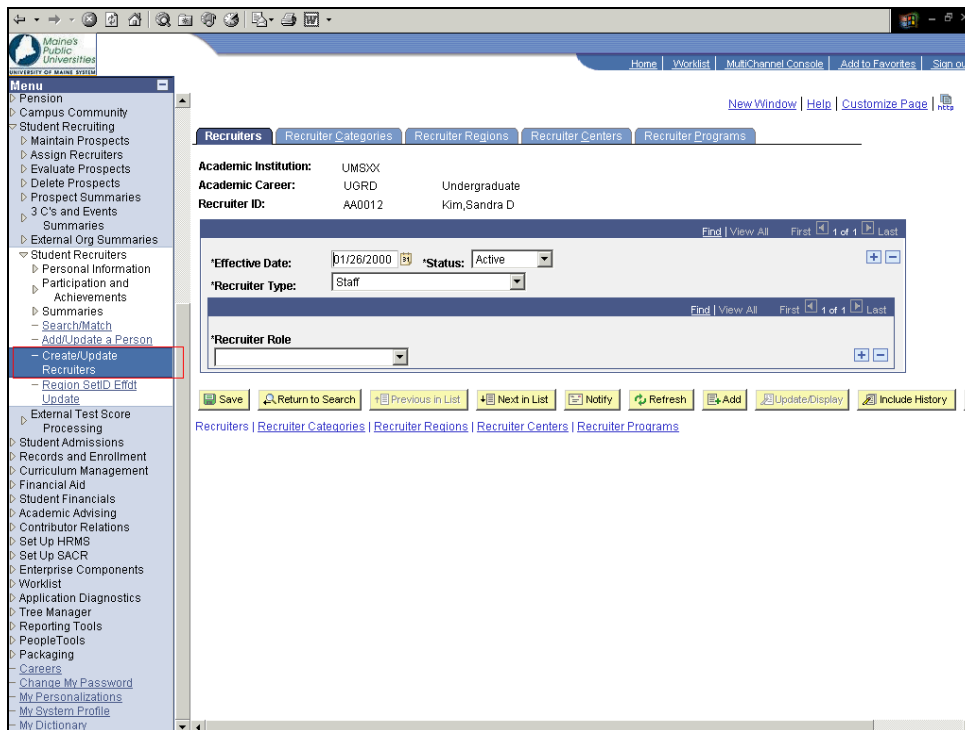 Maine's
Public
Universities
UNIVERSITY OF MAINE SYSTEM
Home | Worklist | MultiChannel Console | Add to Favorites | Sign ou
Menu
Pension
Campus Community
Student Recruiting
Maintain Prospects
Assign Recruiters
Evaluate Prospects
Delete Prospects
Prospect Summaries
3 C's and Events
Summaries
External Org Summaries
Student Recruiters
Personal Information
Participation and
Achievements
Summaries
Search/Match
Add/Update a Person
Create/Update
Recruiters
Region SetID Effdt
Update
External Test Score
Processing
Student Admissions
Records and Enrollment
Curriculum Management
Financial Aid
Student Financials
Academic Advising
Contributor Relations
Set Up HRMS
Set Up SACR
Enterprise Components
Worklist
Application Diagnostics
Tree Manager
Reporting Tools
PeopleTools
Packaging
Careers
Change My Password
My Personalizations
My System Profile
My Dictionary
New Window | Help | Customize Page | http
Recruiters Recruiter Categories Recruiter Regions Recruiter Centers Recruiter Programs
Academic Institution: UMSXX
Academic Career: UGRD Undergraduate
Recruiter ID: AA0012 Kim,Sandra D
Find | View All First 1 of 1 Last
*Effective Date: 01/26/2000 31 *Status: Active
*Recruiter Type: Staff
Find | View All First 1 of 1 Last
*Recruiter Role
Save Return to Search Previous in List Next in List Notify Refresh Add Update/Display Include History
Recruiters | Recruiter Categories | Recruiter Regions | Recruiter Centers | Recruiter Programs